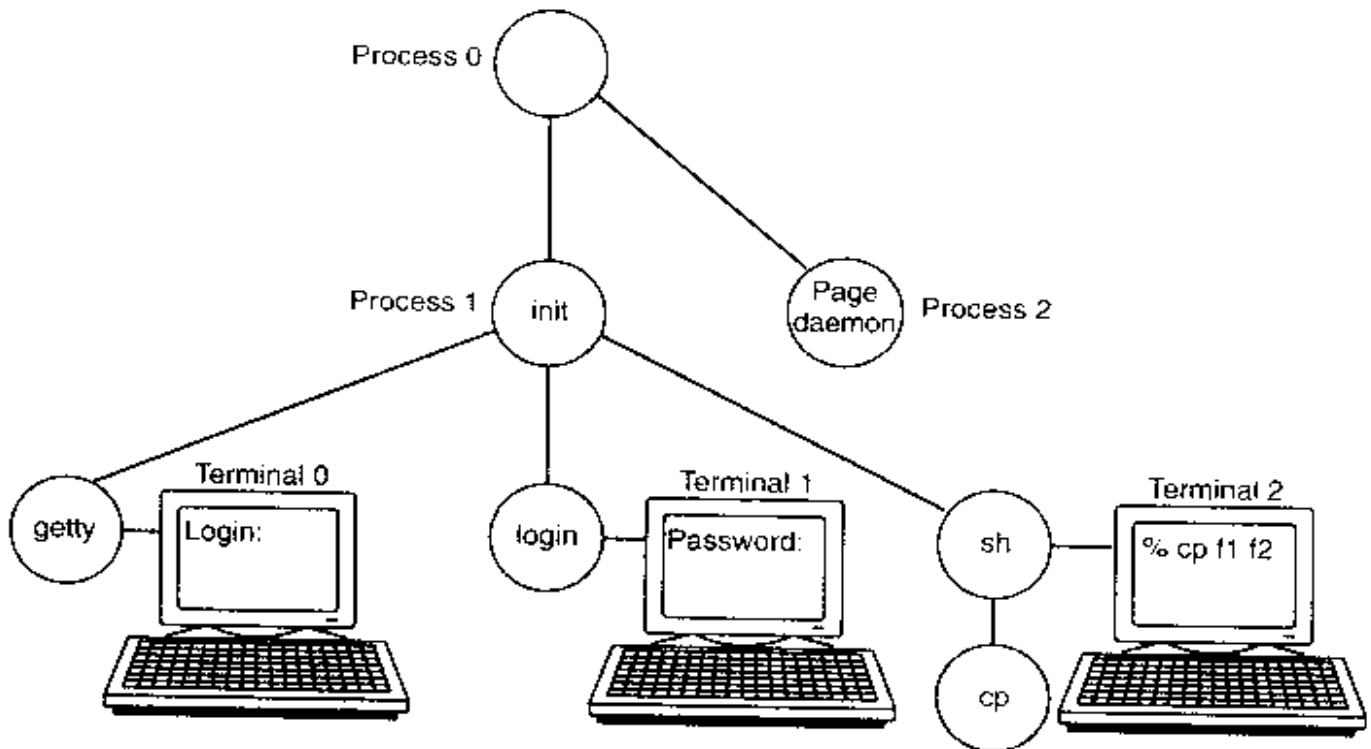 Process 0
Process 1
init
Page
daemon
Process 2
Terminal 0
Terminal 1
Terminal 2
getty
Login:
login
Password:
sh
% cp f1 f2
cp